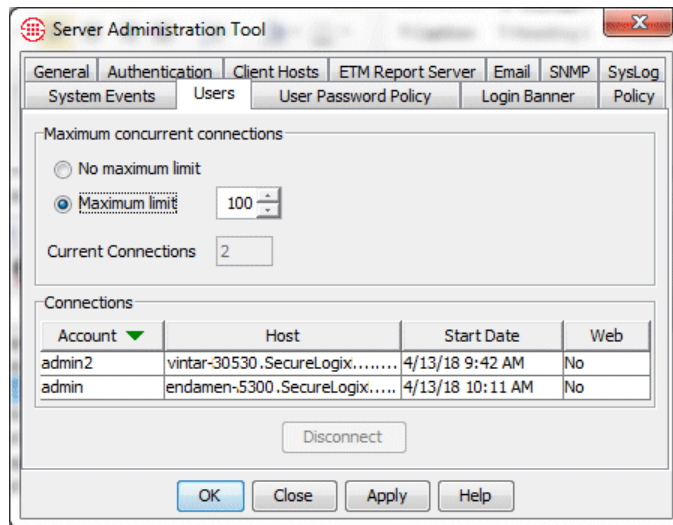 Server Administration Tool
General Authentication Client Hosts ETM Report Server Email SNMP SysLog
System Events Users User Password Policy Login Banner Policy
Maximum concurrent connections
No maximum limit
Maximum limit 100
Current Connections 2
Connections
Account Host Start Date Web
admin2 vintar-30530.SecureLogix........ 4/13/18 9:42 AM No
admin endamen-.5300.SecureLogix..... 4/13/18 10:11 AM No
Disconnect
OK Close Apply Help